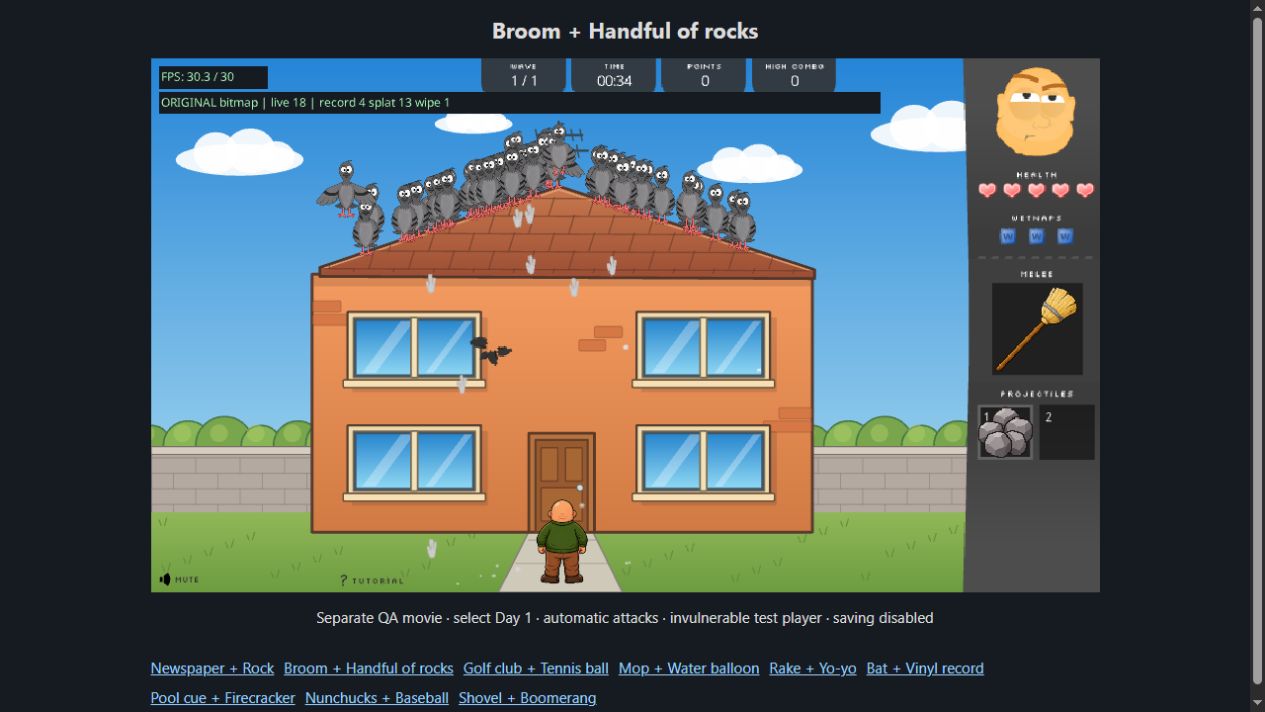 Broom + Handful of rocks
FPS: 30.3 / 30
WAVE TIME POINTS HIGH COMBO
1 / 1 00:34 0 0
ORIGINAL bitmap | live 18 | record 4 splat 13 wipe 1
HEALTH
WETNAPS
W W W
MELEE
PROJECTILES
1 2
MUTE ? TUTORIAL
Separate QA movie · select Day 1 · automatic attacks · invulnerable test player · saving disabled
Newspaper + Rock Broom + Handful of rocks Golf club + Tennis ball Mop + Water balloon Rake + Yo-yo Bat + Vinyl record
Pool cue + Firecracker Nunchucks + Baseball Shovel + Boomerang